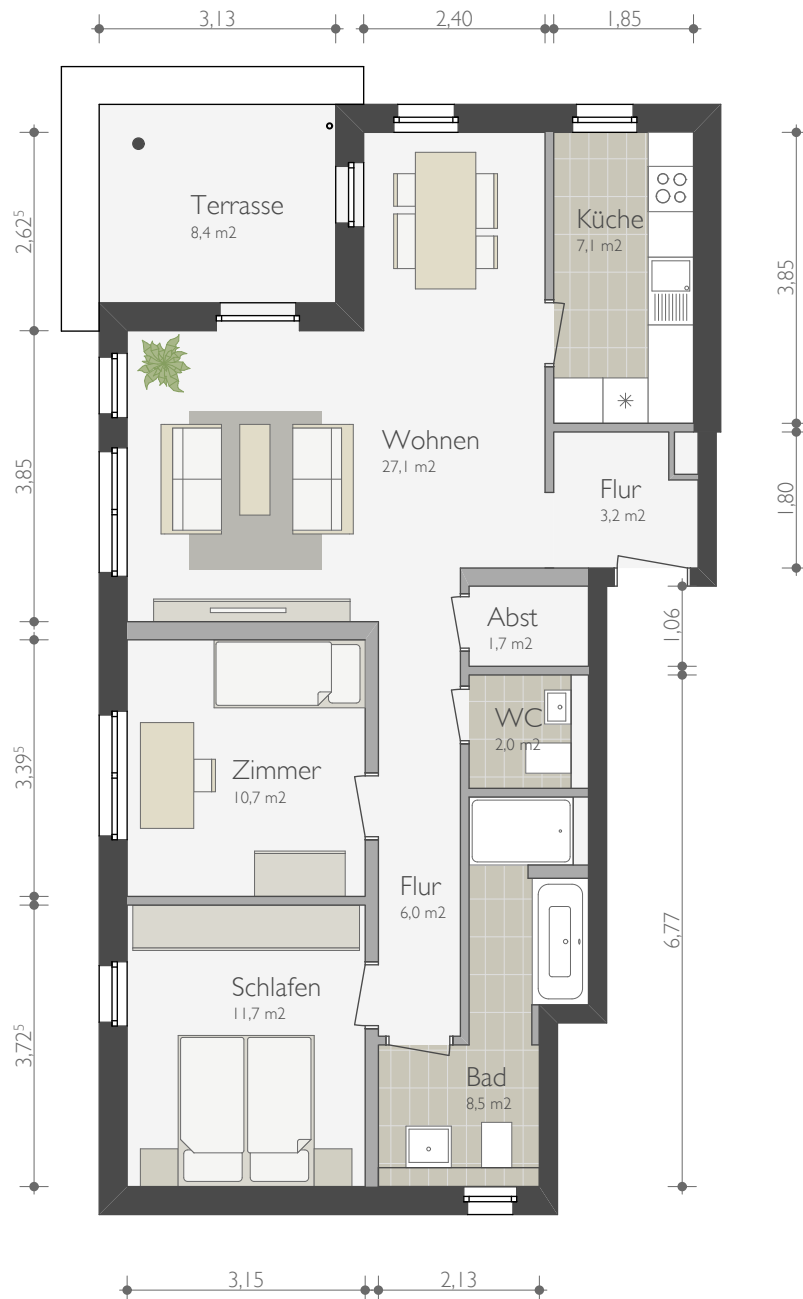 3,13
2,40
1,85
Terrasse
8,4 m2
Küche
7,1 m2
2,62⁵
3,85
Wohnen
27,1 m2
3,85
Flur
3,2 m2
1,80
Abst
1,7 m2
1,06
WC
2,0 m2
Zimmer
10,7 m2
3,39⁵
Flur
6,0 m2
6,77
Schlafen
11,7 m2
3,72⁵
Bad
8,5 m2
3,15
2,13